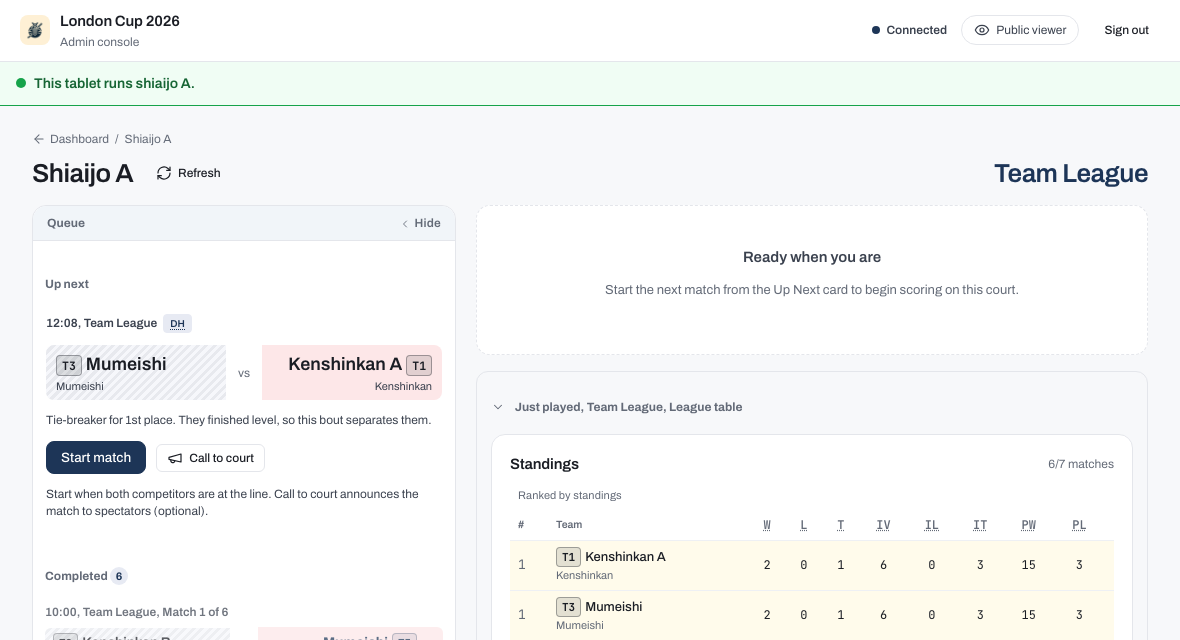 London Cup 2026
Admin console
Connected
Public viewer
Sign out
This tablet runs shiaijo A.
Dashboard / Shiaijo A
Shiaijo A
Refresh
Team League
Queue
Hide
Up next
12:08, Team League DH
T3 Mumeishi
Mumeishi
vs
Kenshinkan A T1
Kenshinkan
Tie-breaker for 1st place. They finished level, so this bout separates them.
Start match
Call to court
Start when both competitors are at the line. Call to court announces the
match to spectators (optional).
Completed 6
10:00, Team League, Match 1 of 6
Ready when you are
Start the next match from the Up Next card to begin scoring on this court.
Just played, Team League, League table
Standings
6/7 matches
Ranked by standings
# Team W L T IV IL IT PW PL
1 T1 Kenshinkan A 2 0 1 6 0 3 15 3
Kenshinkan
1 T3 Mumeishi 2 0 1 6 0 3 15 3
Mumeishi